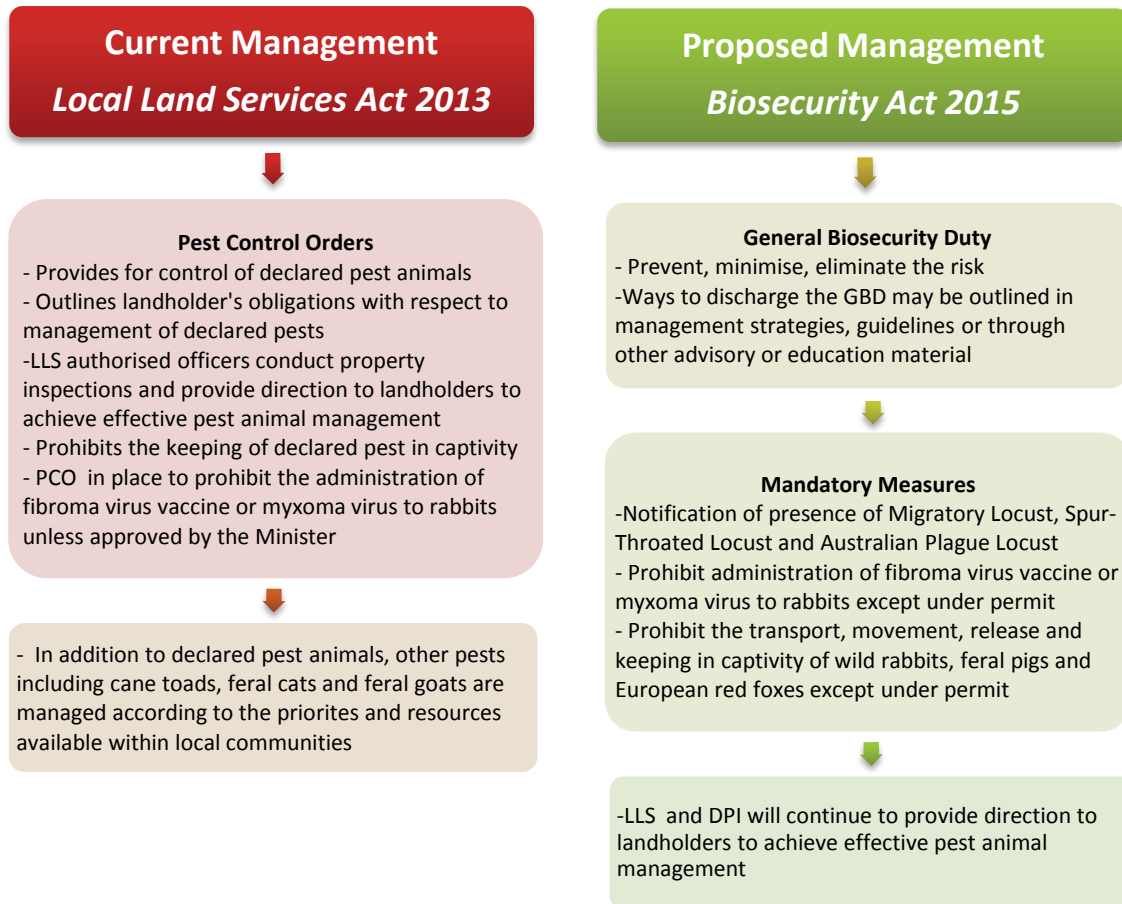 Current Management
Local Land Services Act 2013
Pest Control Orders
- Provides for control of declared pest animals
- Outlines landholder's obligations with respect to
management of declared pests
-LLS authorised officers conduct property
inspections and provide direction to landholders to
achieve effective pest animal management
- Prohibits the keeping of declared pest in captivity
- PCO in place to prohibit the administration of
fibroma virus vaccine or myxoma virus to rabbits
unless approved by the Minister
- In addition to declared pest animals, other pests
including cane toads, feral cats and feral goats are
managed according to the priorites and resources
available within local communities
Proposed Management
Biosecurity Act 2015
General Biosecurity Duty
- Prevent, minimise, eliminate the risk
-Ways to discharge the GBD may be outlined in
management strategies, guidelines or through
other advisory or education material
Mandatory Measures
-Notification of presence of Migratory Locust, Spur-
Throated Locust and Australian Plague Locust
- Prohibit administration of fibroma virus vaccine or
myxoma virus to rabbits except under permit
- Prohibit the transport, movement, release and
keeping in captivity of wild rabbits, feral pigs and
European red foxes except under permit
-LLS and DPI will continue to provide direction to
landholders to achieve effective pest animal
management